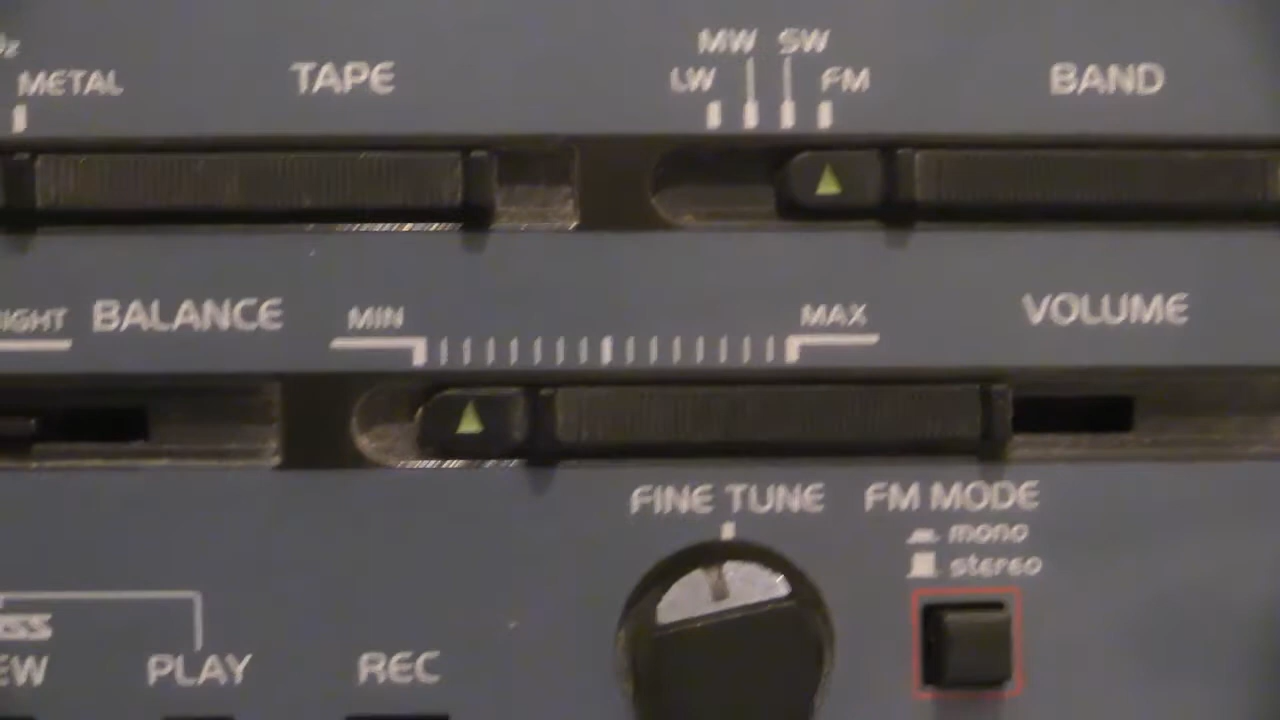 MW SW
METAL TAPE LW FM BAND
BALANCE MIN MAX VOLUME
FINE TUNE FM MODE
mono
stereo
PLAY REC